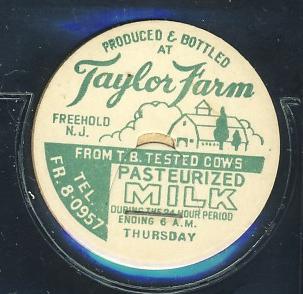 PRODUCED & BOTTLED
AT
Taylor Farm
FREEHOLD
N.J.
FROM T.B. TESTED COWS
TEL.
FR 8-0957
PASTEURIZED
MILK
DURING THE 24 HOUR PERIOD
ENDING 6 A.M.
THURSDAY